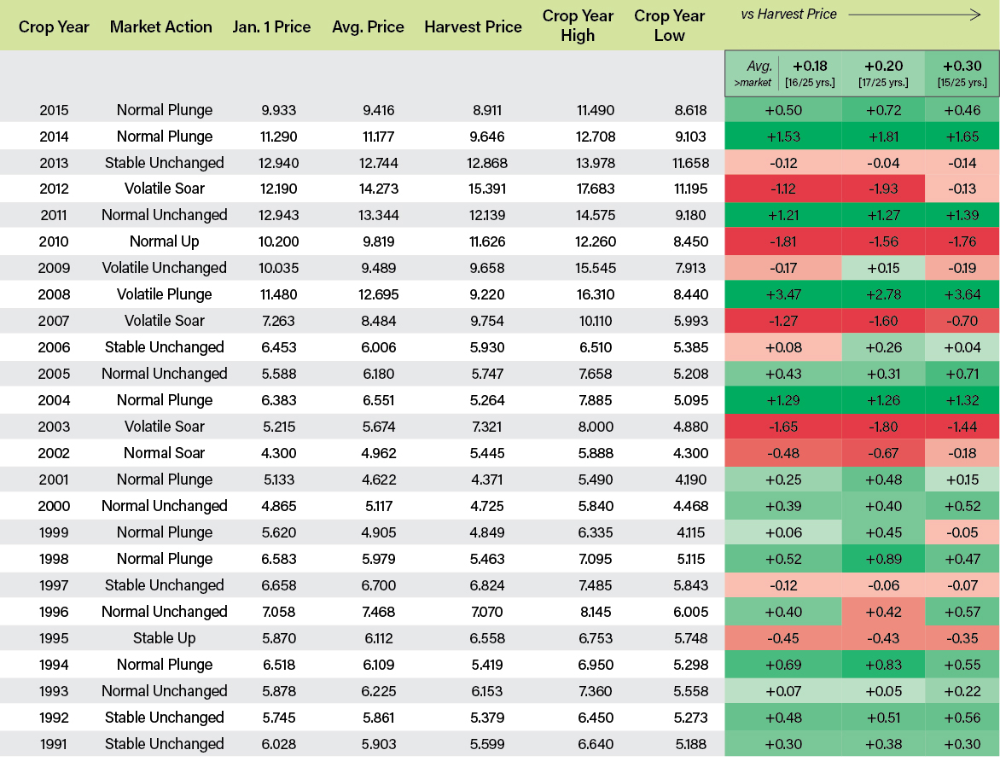 vs Harvest Price
Crop Year Market Action Jan. 1 Price Avg. Price Harvest Price Crop Year High Crop Year Low
Avg. +0.18 +0.20 +0.30
>market [16/25 yrs.] [17/25 yrs.] [15/25 yrs.]
2015 Normal Plunge 9.933 9.416 8.911 11.490 8.618 +0.50 +0.72 +0.46
2014 Normal Plunge 11.290 11.177 9.646 12.708 9.103 +1.53 +1.81 +1.65
2013 Stable Unchanged 12.940 12.744 12.868 13.978 11.658 -0.12 -0.04 -0.14
2012 Volatile Soar 12.190 14.273 15.391 17.683 11.195 -1.12 -1.93 -0.13
2011 Normal Unchanged 12.943 13.344 12.139 14.575 9.180 +1.21 +1.27 +1.39
2010 Normal Up 10.200 9.819 11.626 12.260 8.450 -1.81 -1.56 -1.76
2009 Volatile Unchanged 10.035 9.489 9.658 15.545 7.913 -0.17 +0.15 -0.19
2008 Volatile Plunge 11.480 12.695 9.220 16.310 8.440 +3.47 +2.78 +3.64
2007 Volatile Soar 7.263 8.484 9.754 10.110 5.993 -1.27 -1.60 -0.70
2006 Stable Unchanged 6.453 6.006 5.930 6.510 5.385 +0.08 +0.26 +0.04
2005 Normal Unchanged 5.588 6.180 5.747 7.658 5.208 +0.43 +0.31 +0.71
2004 Normal Plunge 6.383 6.551 5.264 7.885 5.095 +1.29 +1.26 +1.32
2003 Volatile Soar 5.215 5.674 7.321 8.000 4.880 -1.65 -1.80 -1.44
2002 Normal Soar 4.300 4.962 5.445 5.888 4.300 -0.48 -0.67 -0.18
2001 Normal Plunge 5.133 4.622 4.371 5.490 4.190 +0.25 +0.48 +0.15
2000 Normal Unchanged 4.865 5.117 4.725 5.840 4.468 +0.39 +0.40 +0.52
1999 Normal Plunge 5.620 4.905 4.849 6.335 4.115 +0.06 +0.45 -0.05
1998 Normal Plunge 6.583 5.979 5.463 7.095 5.115 +0.52 +0.89 +0.47
1997 Stable Unchanged 6.658 6.700 6.824 7.485 5.843 -0.12 -0.06 -0.07
1996 Normal Unchanged 7.058 7.468 7.070 8.145 6.005 +0.40 +0.42 +0.57
1995 Stable Up 5.870 6.112 6.558 6.753 5.748 -0.45 -0.43 -0.35
1994 Normal Plunge 6.518 6.109 5.419 6.950 5.298 +0.69 +0.83 +0.55
1993 Normal Unchanged 5.878 6.225 6.153 7.360 5.558 +0.07 +0.05 +0.22
1992 Stable Unchanged 5.745 5.861 5.379 6.450 5.273 +0.48 +0.51 +0.56
1991 Stable Unchanged 6.028 5.903 5.599 6.640 5.188 +0.30 +0.38 +0.30